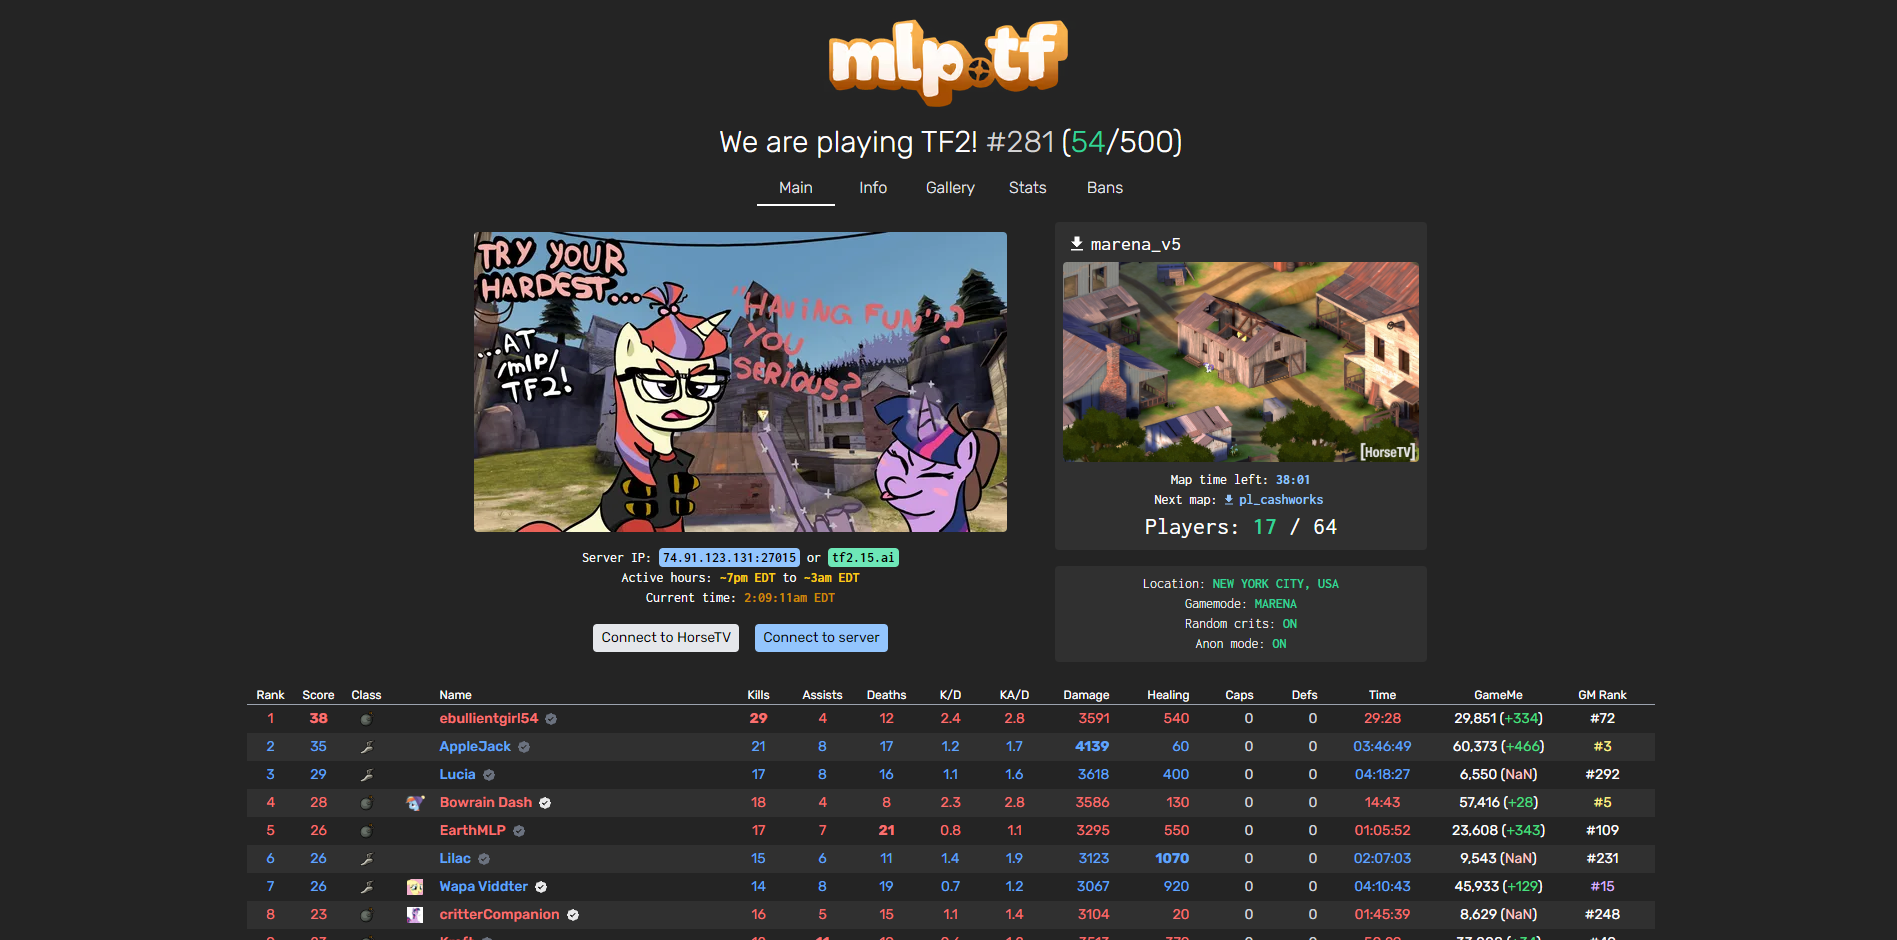 mlp tf
We are playing TF2! #281 (54/500)
Main Info Gallery Stats Bans
TRY YOUR
HARDEST...
...AT
/mlp/
TF2!
"HAVING FUN"?
YOU
SERIOUS?
marena_v5
[HorseTV]
Map time left: 38:01
Next map: pl_cashworks
Players: 17 / 64
Server IP: 74.91.123.131:27015 or tf2.15.ai
Active hours: ~7pm EDT to ~3am EDT
Current time: 2:09:11am EDT
Connect to HorseTV Connect to server
Location: NEW YORK CITY, USA
Gamemode: MARENA
Random crits: ON
Anon mode: ON
Rank Score Class Name Kills Assists Deaths K/D KA/D Damage Healing Caps Defs Time GameMe GM Rank
1 38 ebullientgirl54 29 4 12 2.4 2.8 3591 540 0 0 29:28 29,851 (+334) #72
2 35 AppleJack 21 8 17 1.2 1.7 4139 60 0 0 03:46:49 60,373 (+466) #3
3 29 Lucia 17 8 16 1.1 1.6 3618 400 0 0 04:18:27 6,550 (NaN) #292
4 28 Bowrain Dash 18 4 8 2.3 2.8 3586 130 0 0 14:43 57,416 (+28) #5
5 26 EarthMLP 17 7 21 0.8 1.1 3295 550 0 0 01:05:52 23,608 (+343) #109
6 26 Lilac 15 6 11 1.4 1.9 3123 1070 0 0 02:07:03 9,543 (NaN) #231
7 26 Wapa Viddter 14 8 19 0.7 1.2 3067 920 0 0 04:10:43 45,933 (+129) #15
8 23 critterCompanion 16 5 15 1.1 1.4 3104 20 0 0 01:45:39 8,629 (NaN) #248